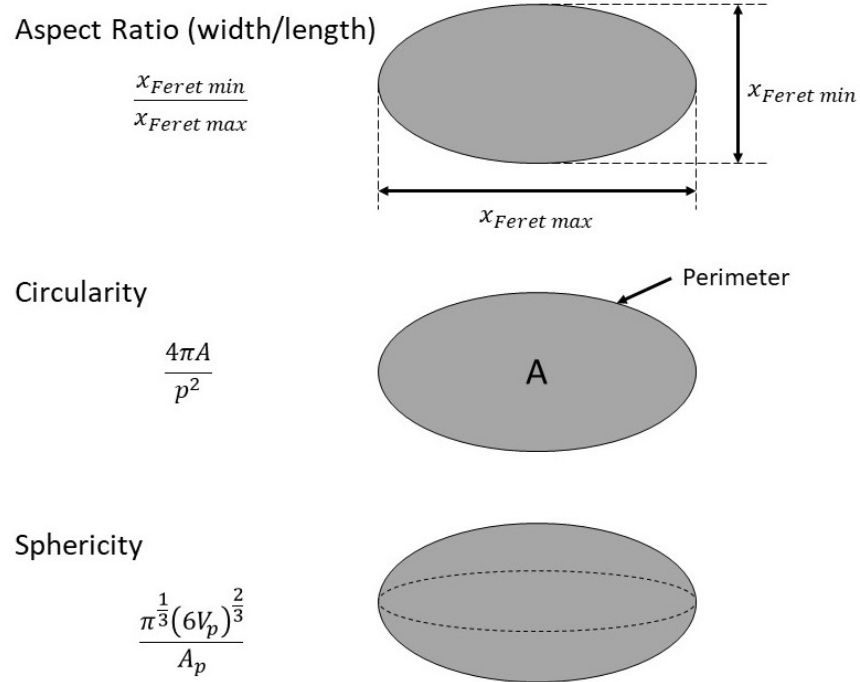 Aspect Ratio (width/length)
x_Feret min
x_Feret max
x_Feret min
x_Feret max
Circularity
Perimeter
4πA
p²
A
Sphericity
π^(1/3)(6V_p)^(2/3)
A_p